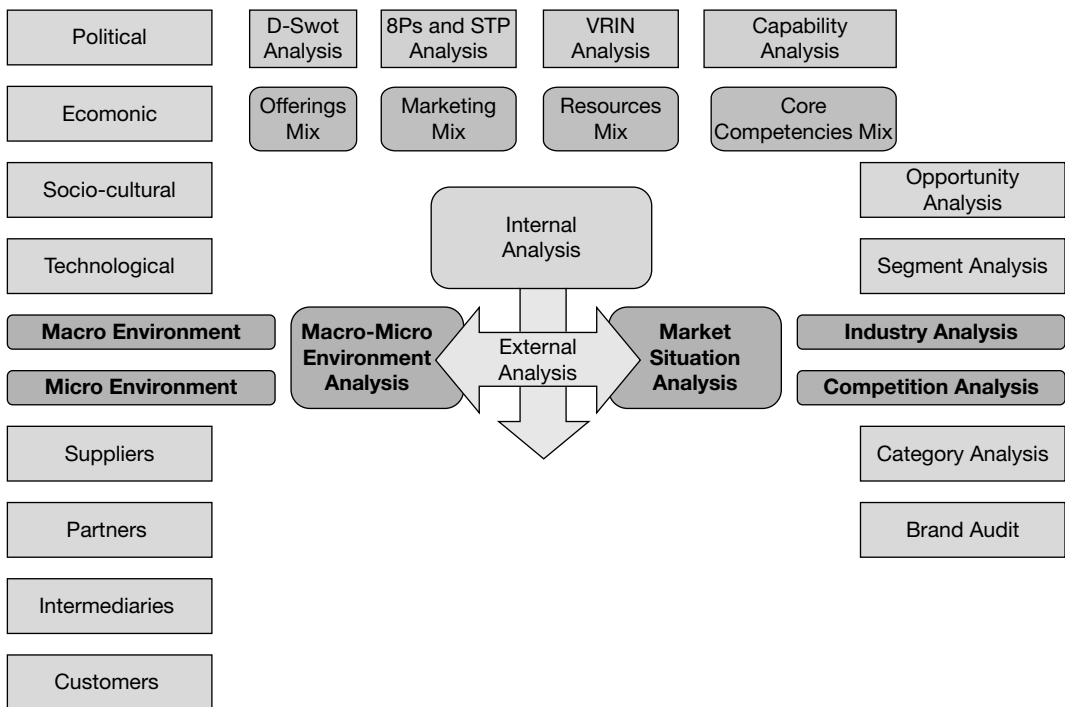 Political
D-Swot
Analysis
8Ps and STP
Analysis
VRIN
Analysis
Capability
Analysis
Ecomonic
Offerings
Mix
Marketing
Mix
Resources
Mix
Core
Competencies Mix
Socio-cultural
Opportunity
Analysis
Internal
Analysis
Technological
Segment Analysis
Macro Environment
Macro-Micro
Environment
Analysis
External
Analysis
Market
Situation
Analysis
Industry Analysis
Micro Environment
Competition Analysis
Suppliers
Category Analysis
Partners
Brand Audit
Intermediaries
Customers